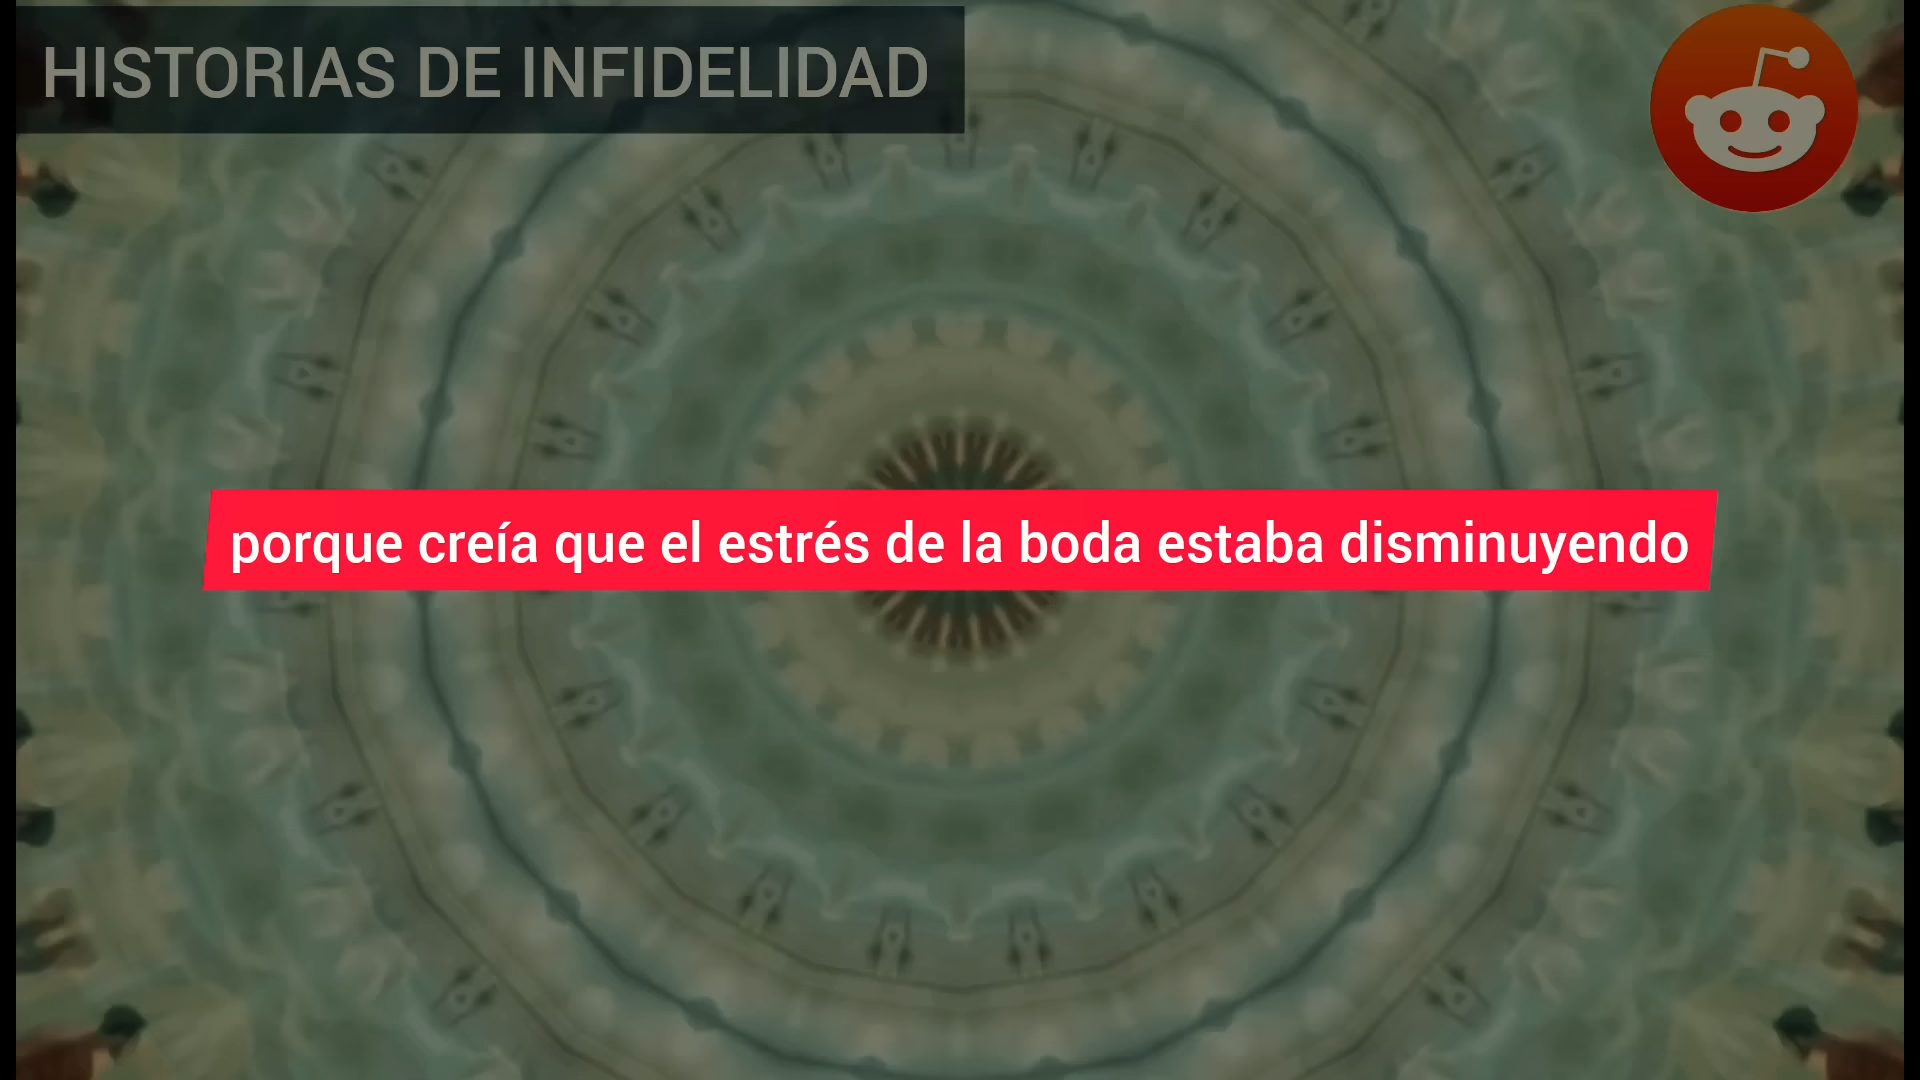 HISTORIAS DE INFIDELIDAD
porque creía que el estrés de la boda estaba disminuyendo